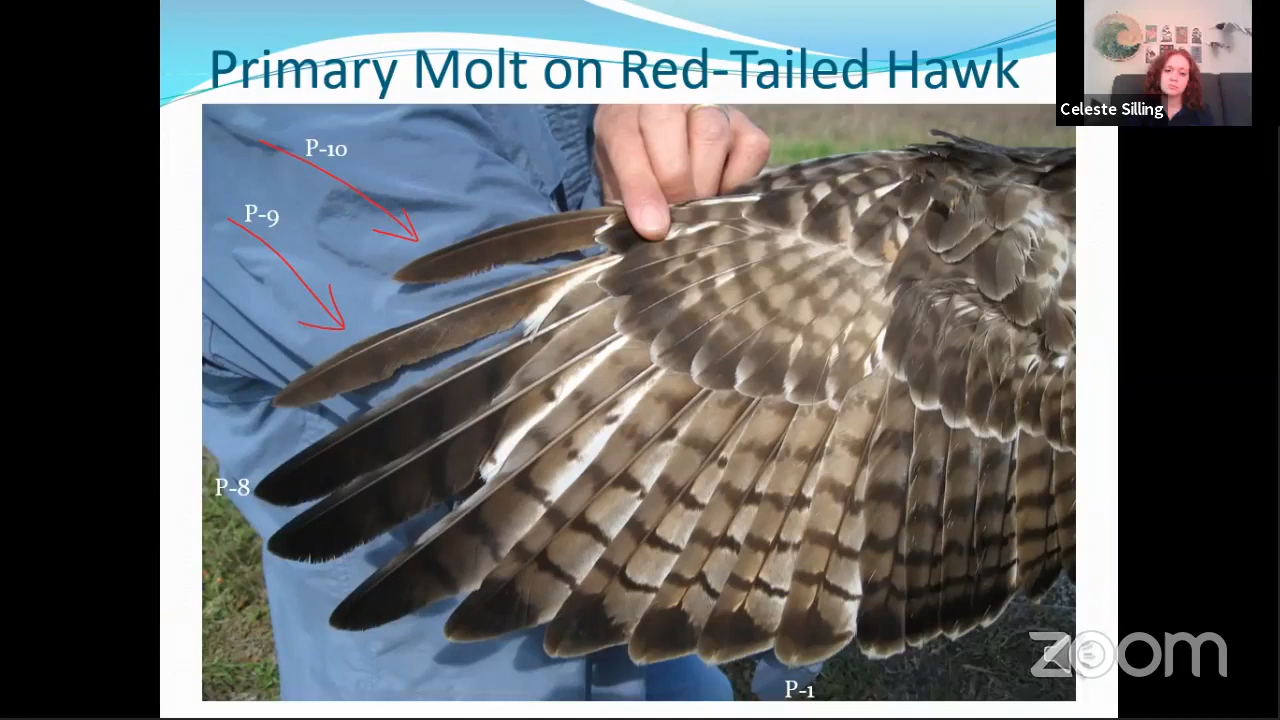 Primary Molt on Red-Tailed Hawk
Celeste Silling
P-10
P-9
P-8
P-1
zoom